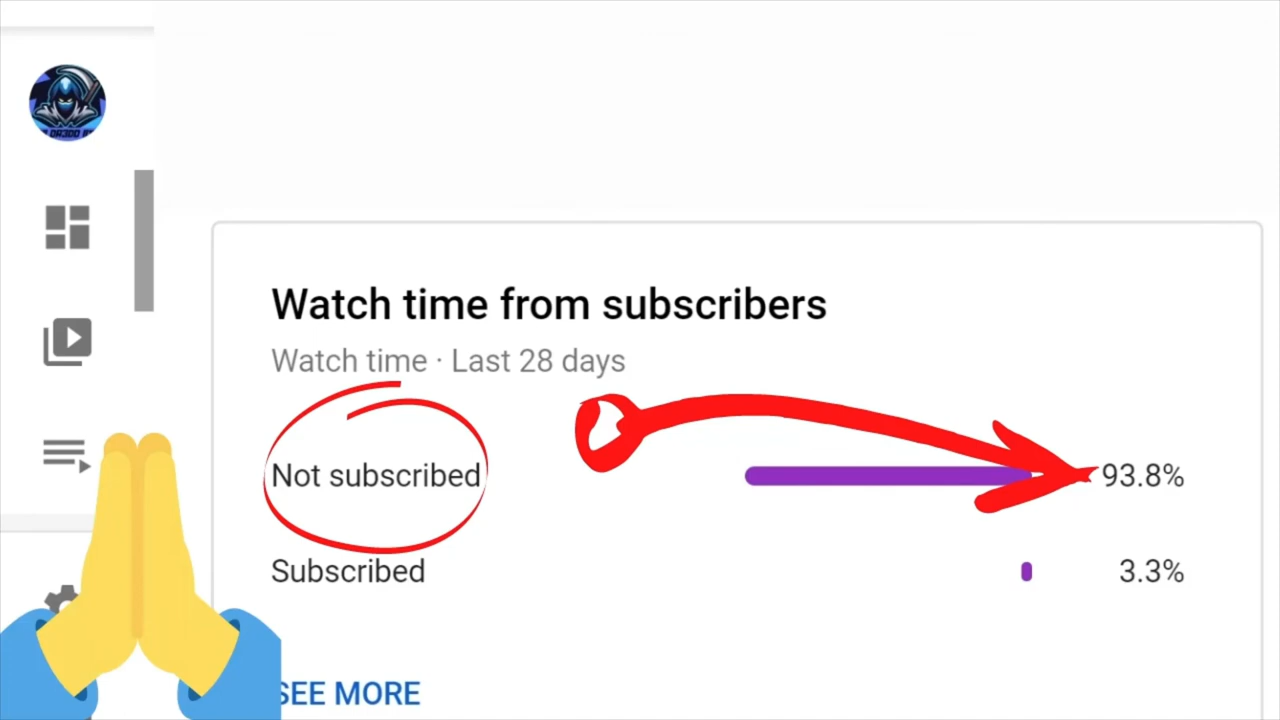 Watch time from subscribers
Watch time · Last 28 days
Not subscribed 93.8%
Subscribed 3.3%
SEE MORE